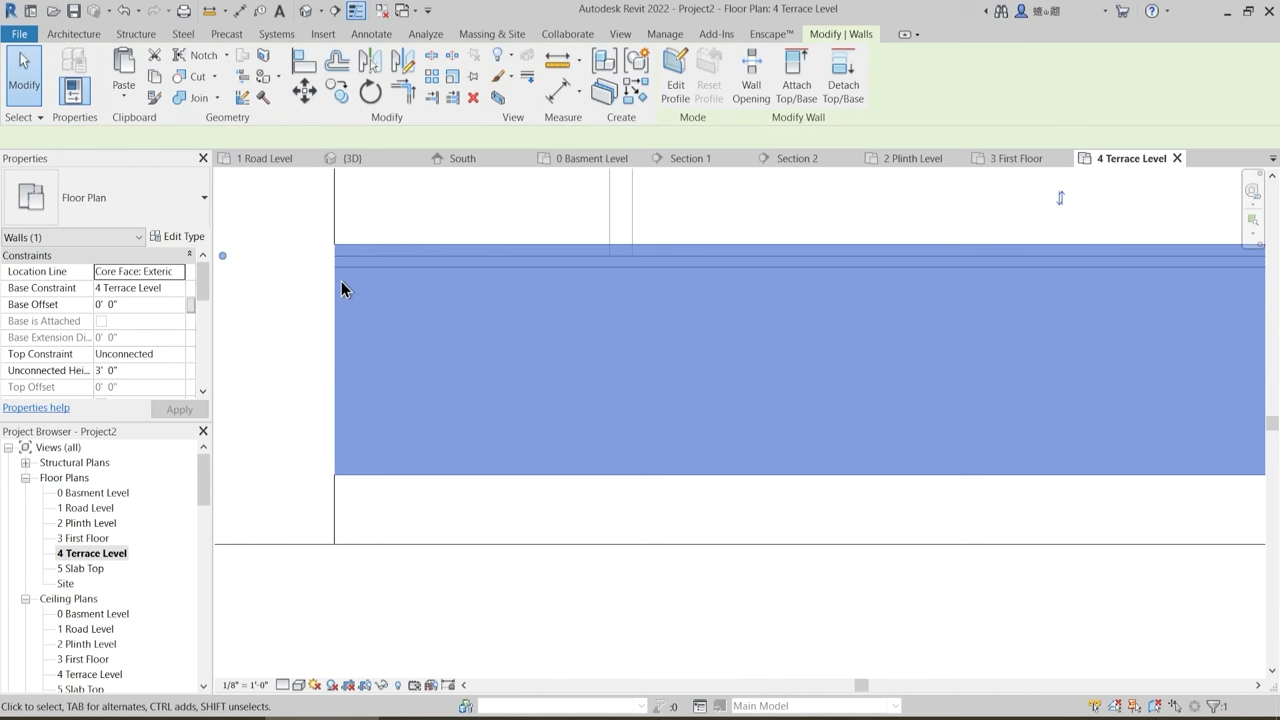 Autodesk Revit 2022 - Project2 - Floor Plan: 4 Terrace Level
File Architecture Structure Steel Precast Systems Insert Annotate Analyze Massing & Site Collaborate View Manage Add-Ins Enscape™ Modify | Walls
Modify Paste Notch Cut Join Edit Profile Reset Profile Wall Opening Attach Top/Base Detach Top/Base
Select Properties Clipboard Geometry Modify View Measure Create Mode Modify Wall
Properties 1 Road Level {3D} South 0 Basment Level Section 1 Section 2 2 Plinth Level 3 First Floor 4 Terrace Level
Floor Plan
Walls (1) Edit Type
Constraints
Location Line Core Face: Exteric
Base Constraint 4 Terrace Level
Base Offset 0' 0"
Base is Attached
Base Extension Di... 0' 0"
Top Constraint Unconnected
Unconnected Hei... 3' 0"
Top Offset 0' 0"
Properties help Apply
Project Browser - Project2
Views (all)
Structural Plans
Floor Plans
0 Basment Level
1 Road Level
2 Plinth Level
3 First Floor
4 Terrace Level
5 Slab Top
Site
Ceiling Plans
0 Basment Level
1 Road Level
2 Plinth Level
3 First Floor
4 Terrace Level
5 Slab Top
1/8" = 1'-0"
Click to select, TAB for alternates, CTRL adds, SHIFT unselects. :0 Main Model :1